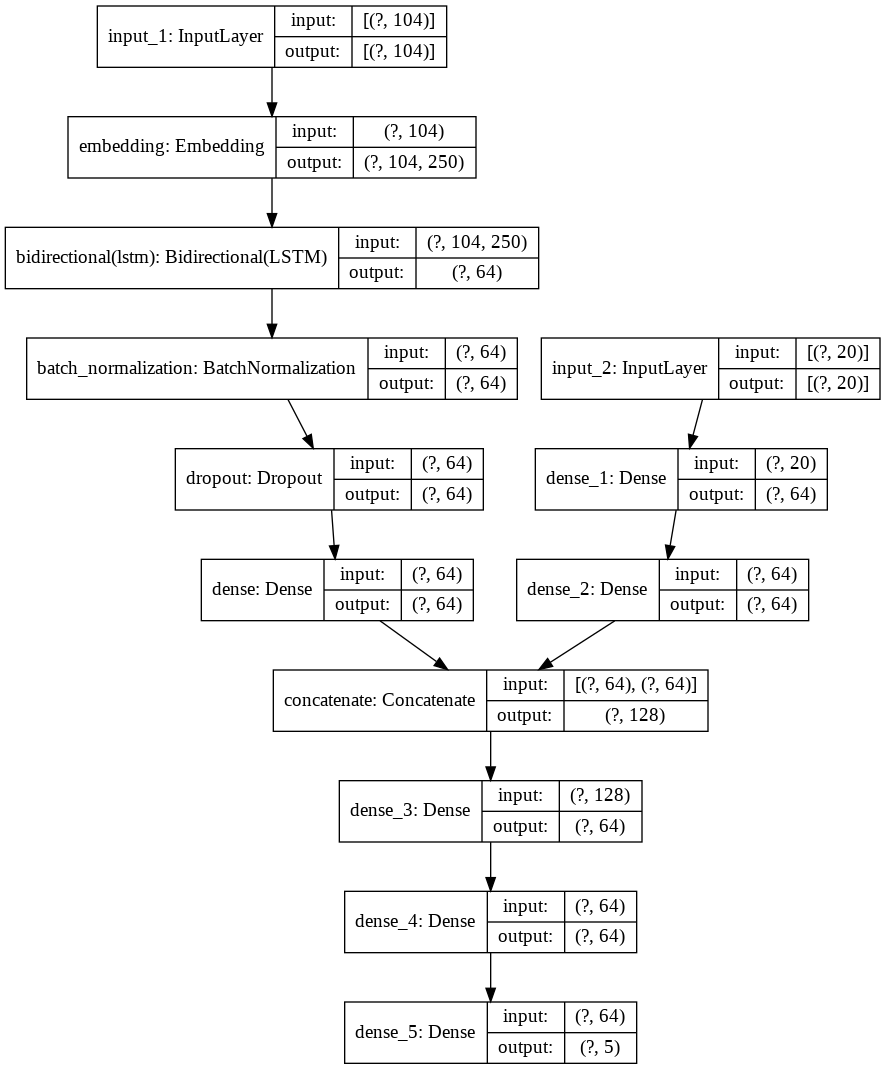 input_1: InputLayer
input: [(?, 104)]
output: [(?, 104)]
embedding: Embedding
input: (?, 104)
output: (?, 104, 250)
bidirectional(lstm): Bidirectional(LSTM)
input: (?, 104, 250)
output: (?, 64)
batch_normalization: BatchNormalization
input: (?, 64)
output: (?, 64)
input_2: InputLayer
input: [(?, 20)]
output: [(?, 20)]
dropout: Dropout
input: (?, 64)
output: (?, 64)
dense_1: Dense
input: (?, 20)
output: (?, 64)
dense: Dense
input: (?, 64)
output: (?, 64)
dense_2: Dense
input: (?, 64)
output: (?, 64)
concatenate: Concatenate
input: [(?, 64), (?, 64)]
output: (?, 128)
dense_3: Dense
input: (?, 128)
output: (?, 64)
dense_4: Dense
input: (?, 64)
output: (?, 64)
dense_5: Dense
input: (?, 64)
output: (?, 5)